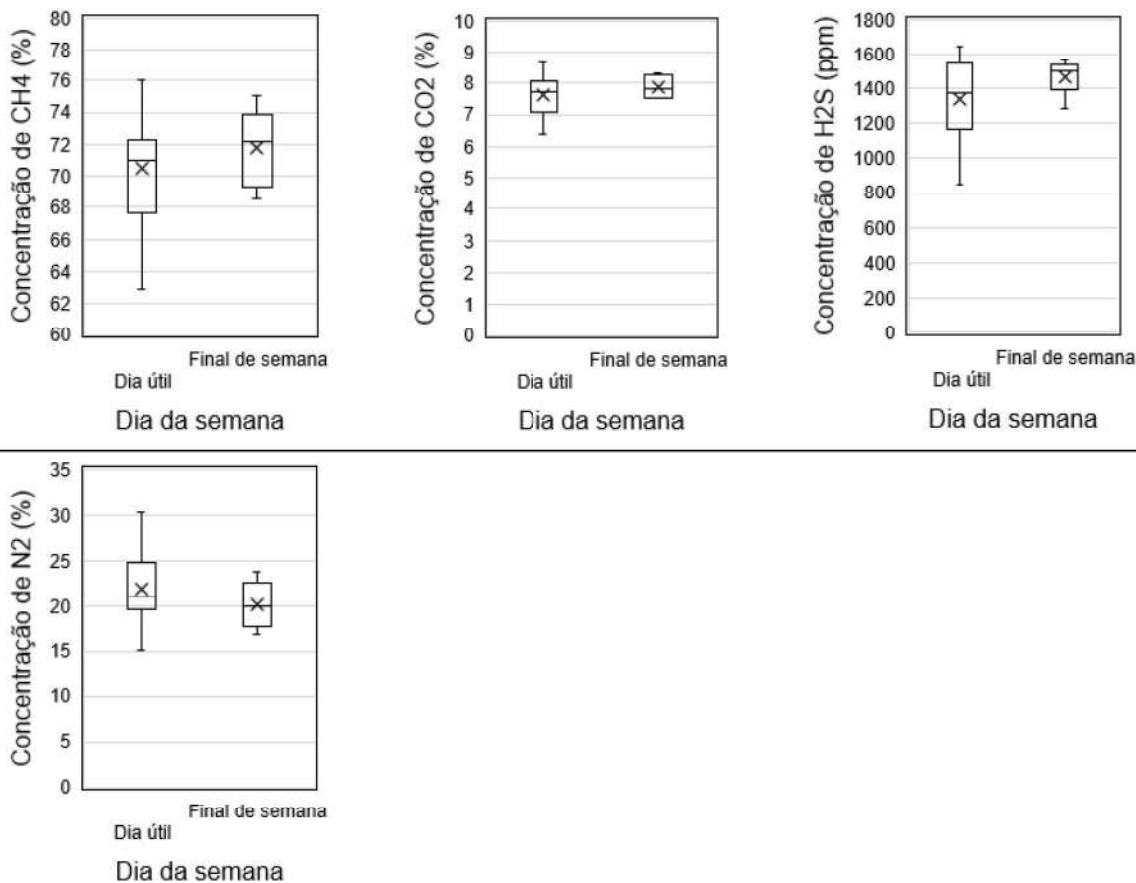 Concentração de CH4 (%)
80
78
76
74
72
70
68
66
64
62
60
Final de semana
Dia útil
Dia da semana
Concentração de CO2 (%)
10
9
8
7
6
5
4
3
2
1
0
Final de semana
Dia útil
Dia da semana
Concentração de H2S (ppm)
1800
1600
1400
1200
1000
800
600
400
200
0
Final de semana
Dia útil
Dia da semana
Concentração de N2 (%)
35
30
25
20
15
10
5
0
Final de semana
Dia útil
Dia da semana